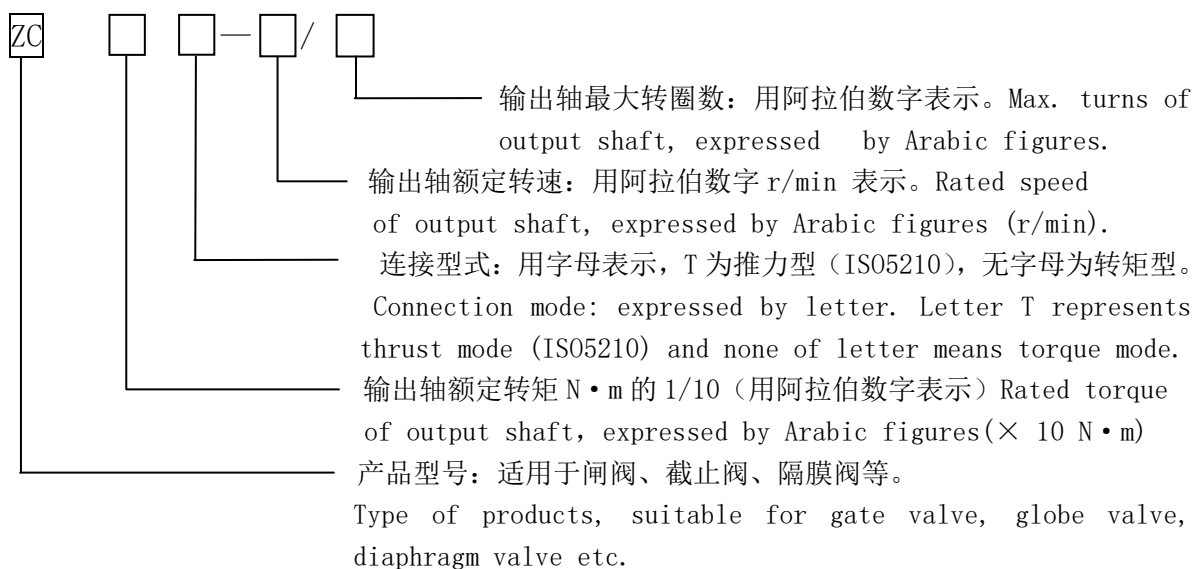 ZC □ □—□/ □
输出轴最大转圈数: 用阿拉伯数字表示。Max. turns of
output shaft, expressed by Arabic figures.
输出轴额定转速: 用阿拉伯数字 r/min 表示。Rated speed
of output shaft, expressed by Arabic figures (r/min).
连接型式: 用字母表示，T 为推力型（ISO5210），无字母为转矩型。
Connection mode: expressed by letter. Letter T represents
thrust mode (ISO5210) and none of letter means torque mode.
输出轴额定转矩 N•m 的 1/10（用阿拉伯数字表示）Rated torque
of output shaft，expressed by Arabic figures(× 10 N•m)
产品型号: 适用于闸阀、截止阀、隔膜阀等。
Type of products, suitable for gate valve, globe valve,
diaphragm valve etc.